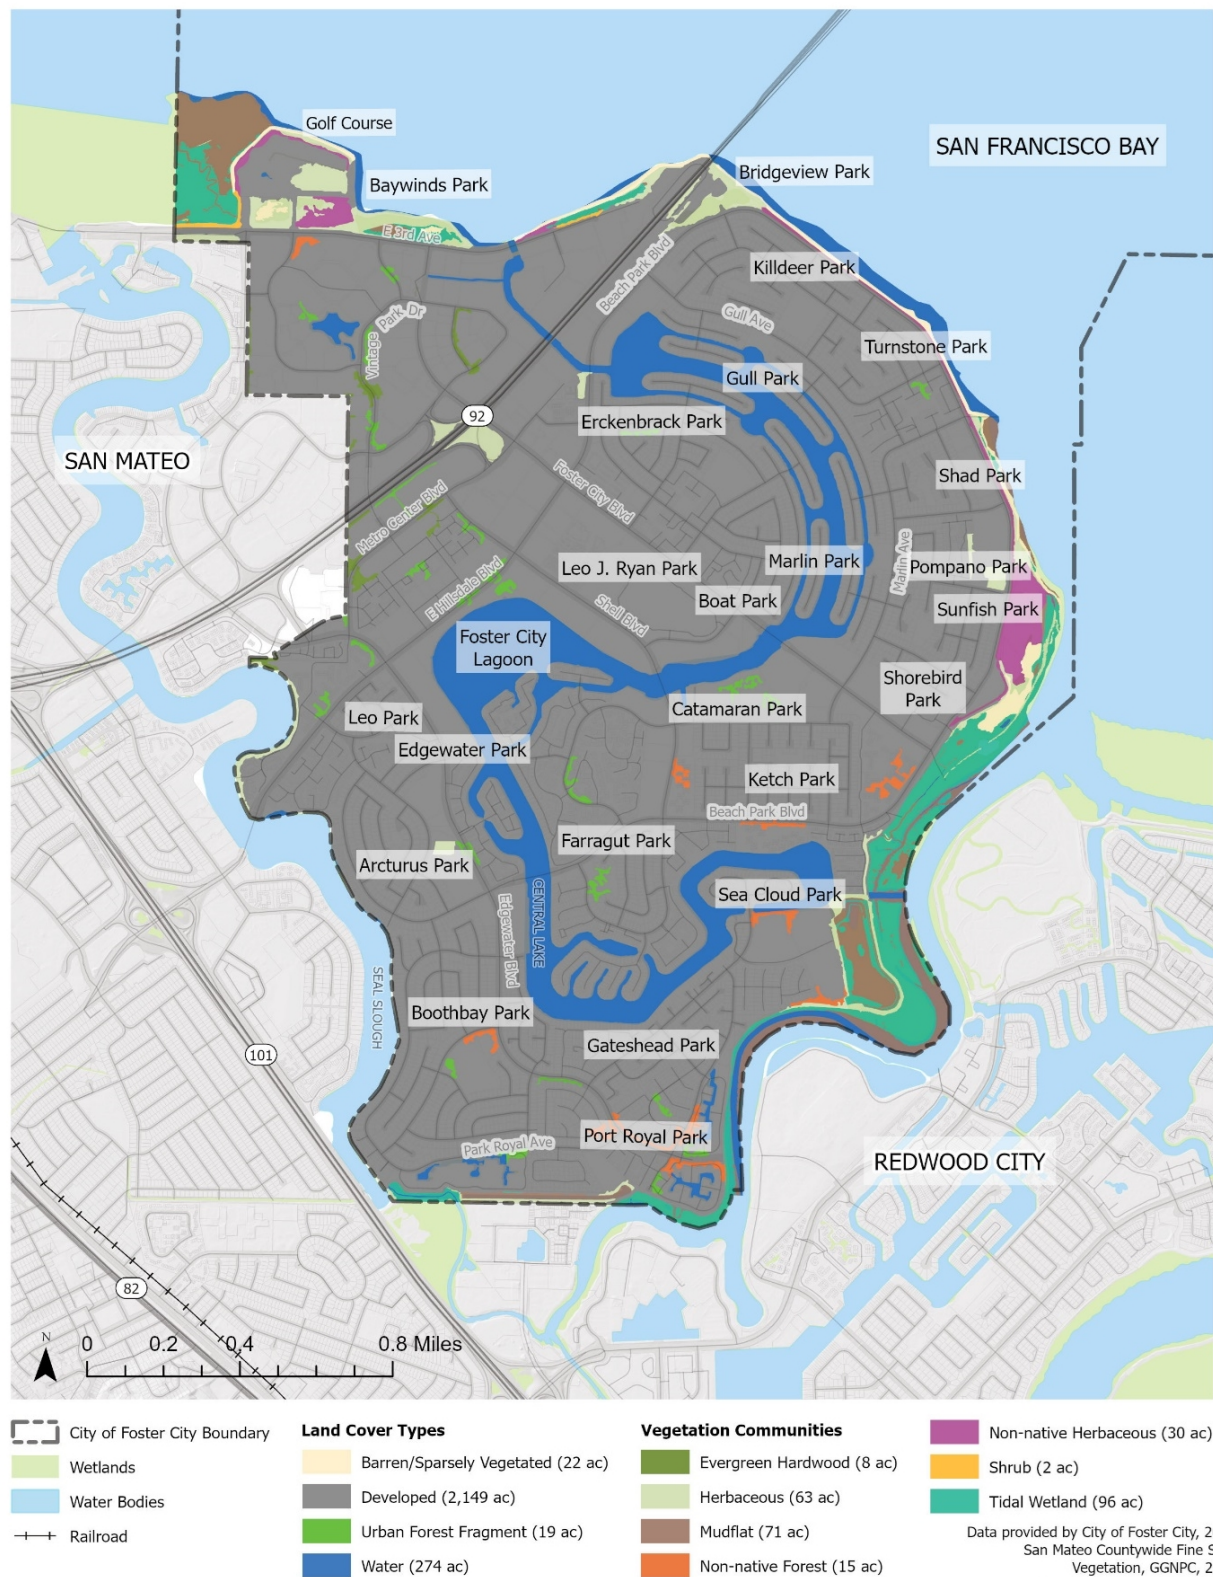 Golf Course
SAN FRANCISCO BAY
Baywinds Park
Bridgeview Park
E 3rd Ave
Beach Park Blvd
Killdeer Park
Vintage Park Dr
Gull Ave
Turnstone Park
Gull Park
92
Erckenbrack Park
SAN MATEO
Foster City Blvd
Shad Park
Metro Center Blvd
Marlin Ave
Leo J. Ryan Park
Marlin Park
Pompano Park
E Hillsdale Blvd
Boat Park
Sunfish Park
Shell Blvd
Foster City
Lagoon
Shorebird
Park
Leo Park
Catamaran Park
Edgewater Park
Ketch Park
Beach Park Blvd
Farragut Park
Arcturus Park
Sea Cloud Park
Edgewater Blvd
CENTRAL LAKE
SEAL SLOUGH
Boothbay Park
Gateshead Park
101
Port Royal Park
Park Royal Ave
REDWOOD CITY
82
N
0 0.2 0.4 0.8 Miles
City of Foster City Boundary
Wetlands
Water Bodies
Railroad
Land Cover Types
Barren/Sparsely Vegetated (22 ac)
Developed (2,149 ac)
Urban Forest Fragment (19 ac)
Water (274 ac)
Vegetation Communities
Evergreen Hardwood (8 ac)
Herbaceous (63 ac)
Mudflat (71 ac)
Non-native Forest (15 ac)
Non-native Herbaceous (30 ac)
Shrub (2 ac)
Tidal Wetland (96 ac)
Data provided by City of Foster City, 2
San Mateo Countywide Fine S
Vegetation, GGNPC, 2